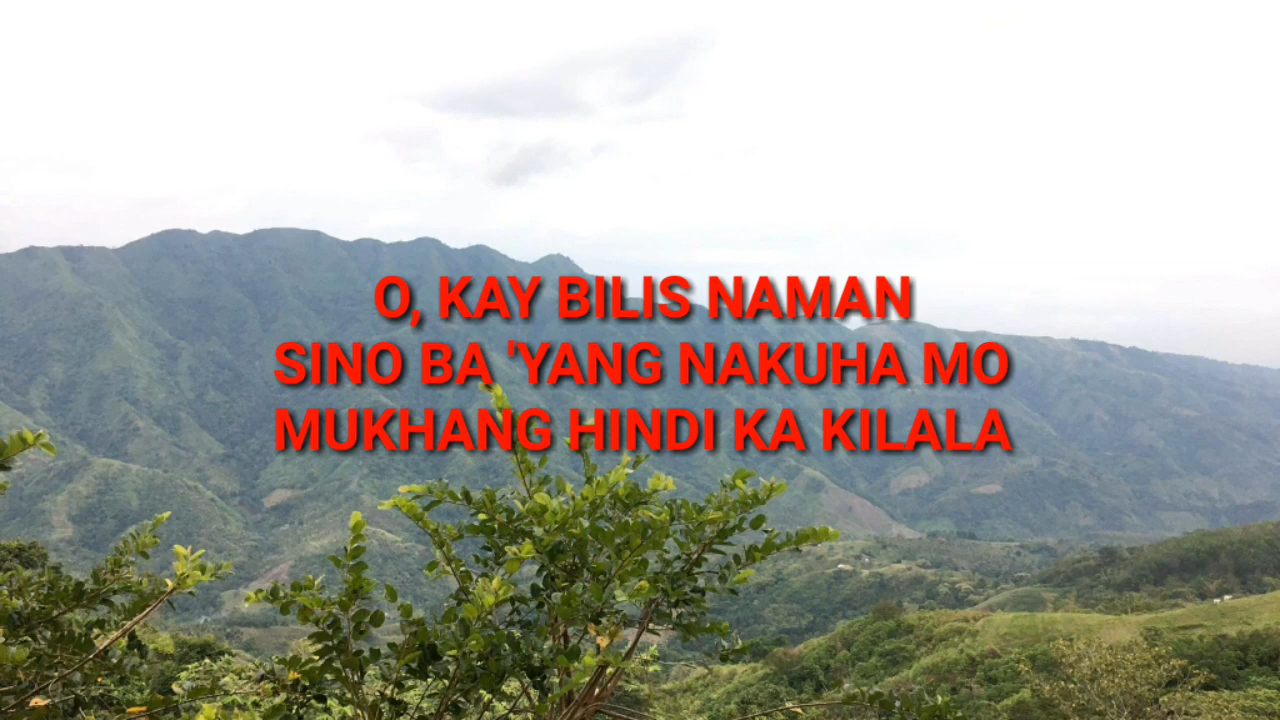 O, KAY BILIS NAMAN
SINO BA 'YANG NAKUHA MO
MUKHANG HINDI KA KILALA